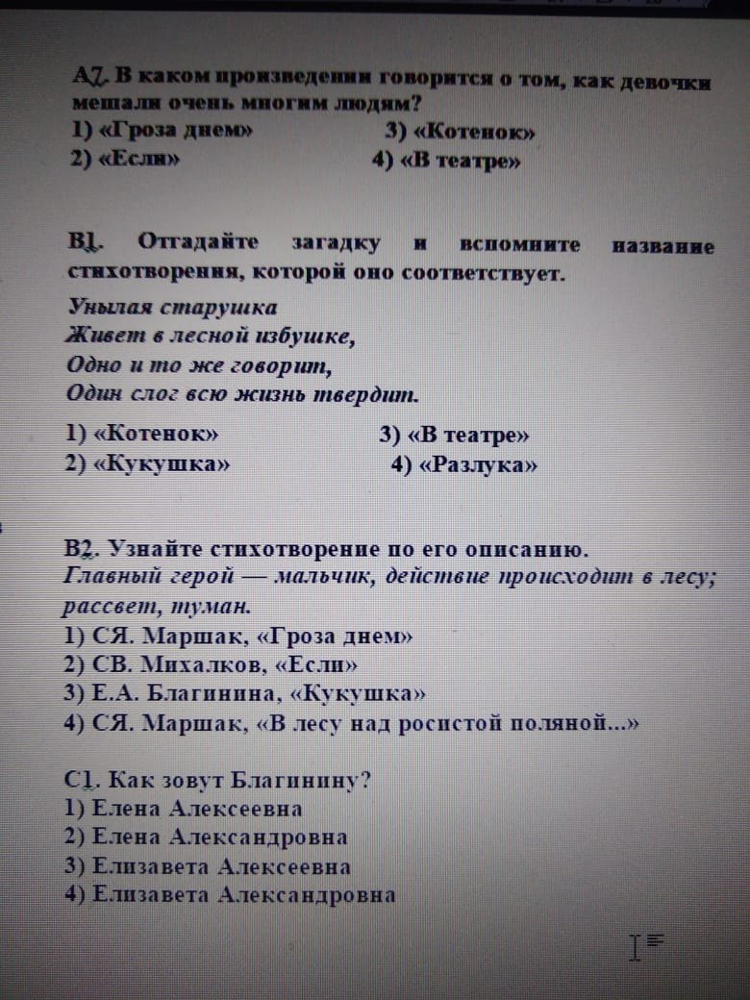 А7. В каком произведении говорится о том, как девочки
мешали очень многим людям?
1) «Гроза днем» 3) «Котенок»
2) «Если» 4) «В театре»
В1. Отгадайте загадку и вспомните название
стихотворения, которой оно соответствует.
Унылая старушка
Живет в лесной избушке,
Одно и то же говорит,
Один слог всю жизнь твердит.
1) «Котенок» 3) «В театре»
2) «Кукушка» 4) «Разлука»
В2. Узнайте стихотворение по его описанию.
Главный герой — мальчик, действие происходит в лесу;
рассвет, туман.
1) СЯ. Маршак, «Гроза днем»
2) СВ. Михалков, «Если»
3) Е.А. Благинина, «Кукушка»
4) СЯ. Маршак, «В лесу над росистой поляной...»
С1. Как зовут Благинину?
1) Елена Алексеевна
2) Елена Александровна
3) Елизавета Алексеевна
4) Елизавета Александровна